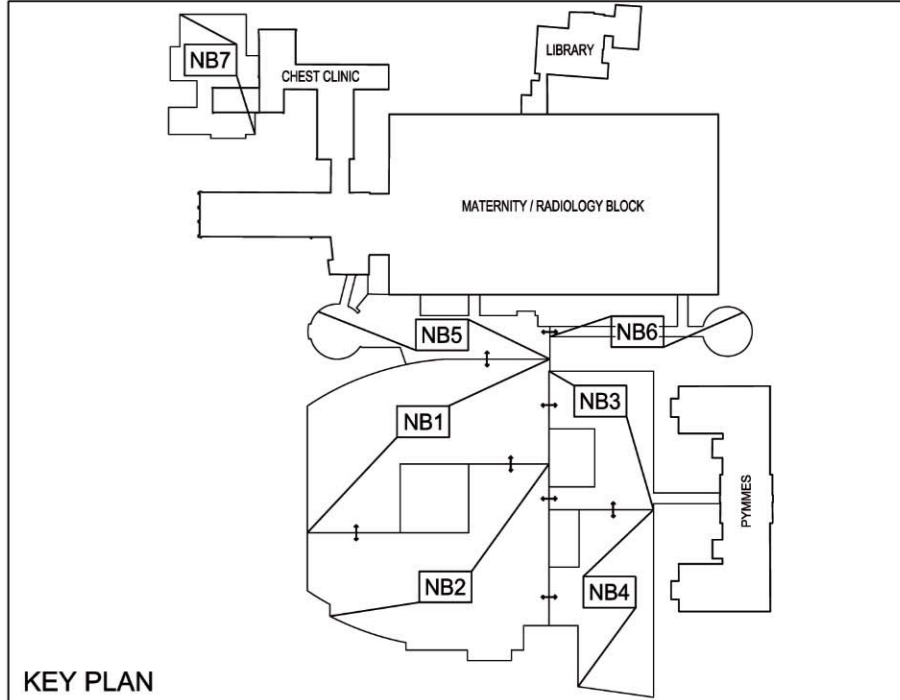 LIBRARY
NB7
CHEST CLINIC
MATERNITY / RADIOLOGY BLOCK
NB5
NB6
NB1
NB3
PYMMES
NB2
NB4
KEY PLAN